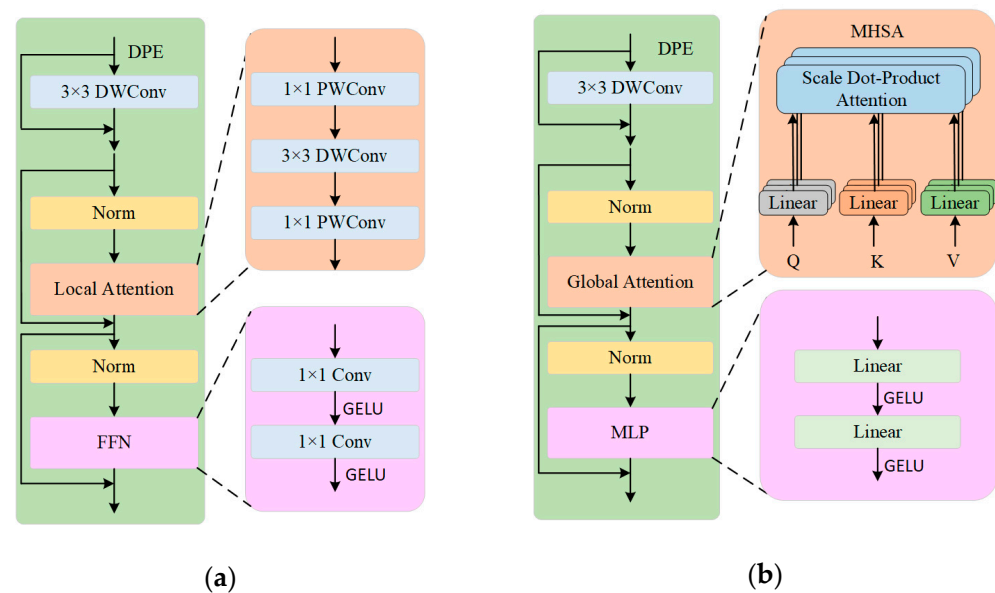 DPE
3×3 DWConv
Norm
Local Attention
Norm
FFN
1×1 PWConv
3×3 DWConv
1×1 PWConv
1×1 Conv
GELU
1×1 Conv
GELU
(a)
DPE
3×3 DWConv
Norm
Global Attention
Norm
MLP
MHSA
Scale Dot-Product
Attention
Linear Linear Linear
Q K V
Linear
GELU
Linear
GELU
(b)